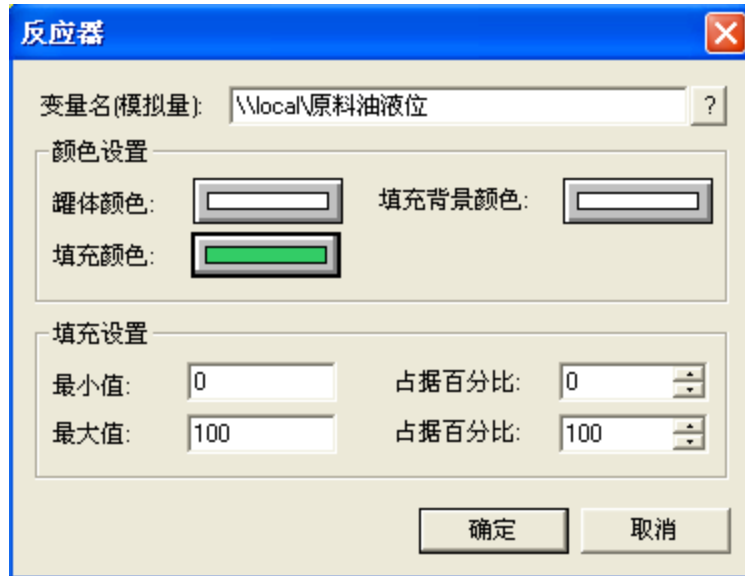 反应器
变量名(模拟量): \\local\原料油液位 ?
颜色设置
罐体颜色: 填充背景颜色:
填充颜色:
填充设置
最小值: 0 占据百分比: 0
最大值: 100 占据百分比: 100
确定 取消